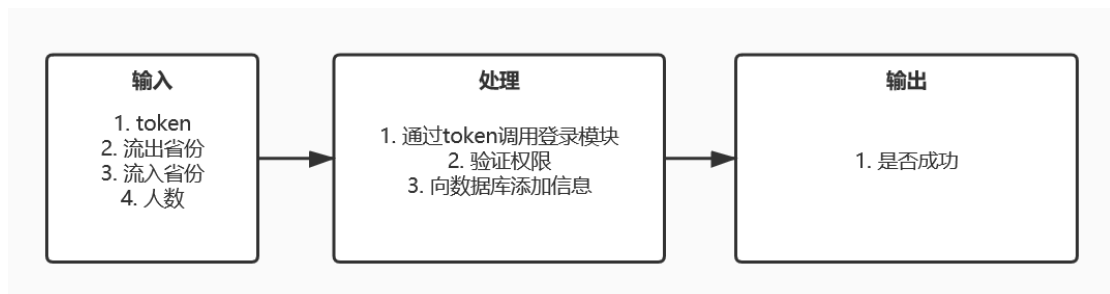 输入
1. token
2. 流出省份
3. 流入省份
4. 人数
处理
1. 通过token调用登录模块
2. 验证权限
3. 向数据库添加信息
输出
1. 是否成功